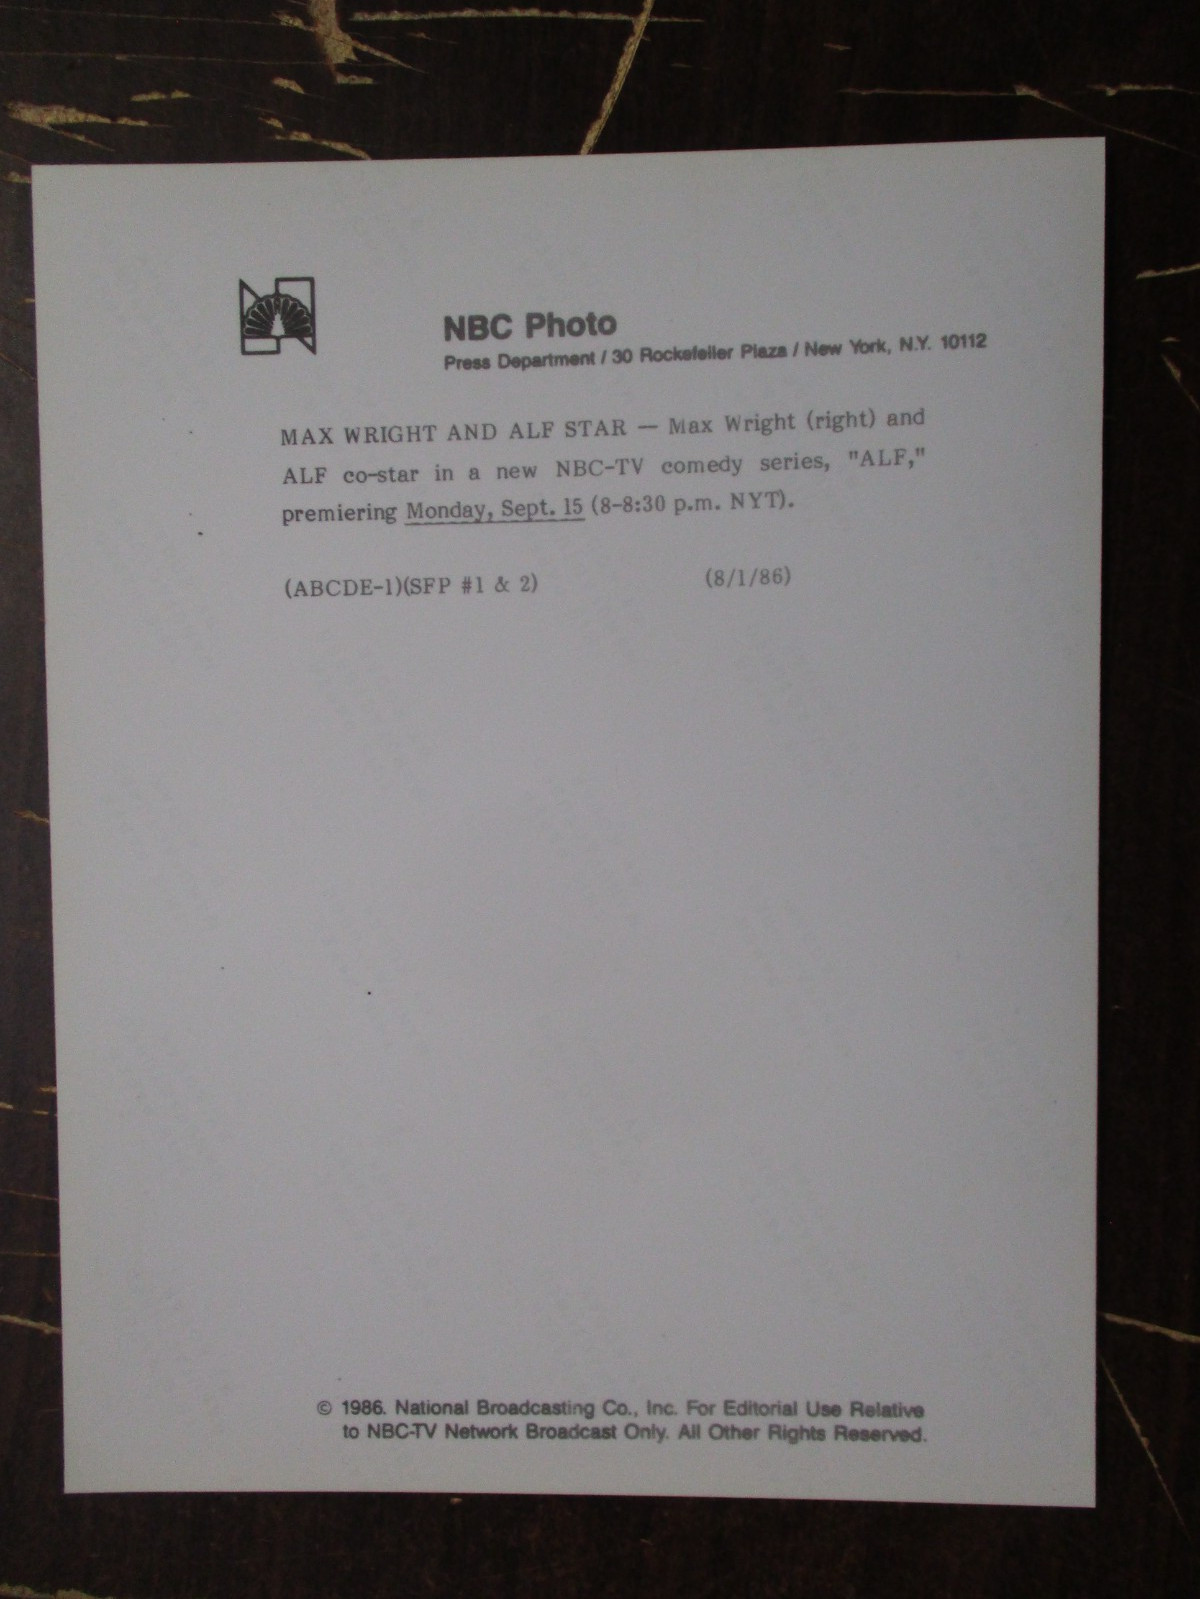 NBC Photo
Press Department / 30 Rockefeller Plaza / New York, N.Y. 10112
MAX WRIGHT AND ALF STAR — Max Wright (right) and
ALF co-star in a new NBC-TV comedy series, "ALF,"
premiering Monday, Sept. 15 (8-8:30 p.m. NYT).
(ABCDE-1)(SFP #1 & 2) (8/1/86)
© 1986. National Broadcasting Co., Inc. For Editorial Use Relative
to NBC-TV Network Broadcast Only. All Other Rights Reserved.